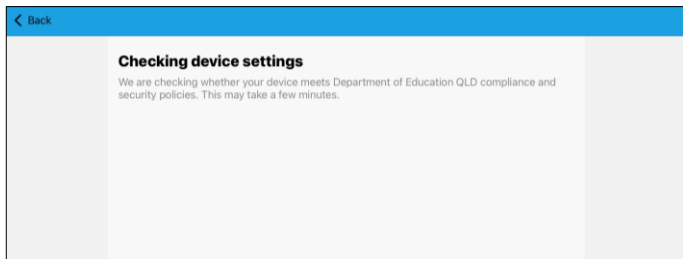 Back
Checking device settings
We are checking whether your device meets Department of Education QLD compliance and
security policies. This may take a few minutes.